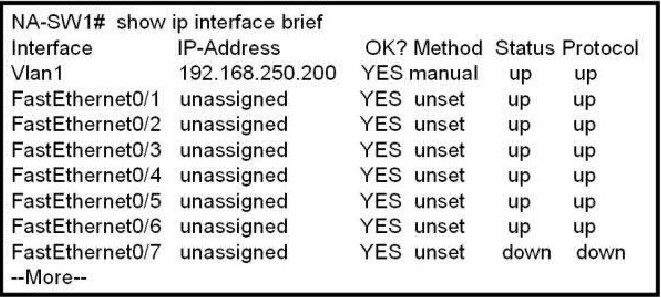 NA-SW1# show ip interface brief
Interface IP-Address OK? Method Status Protocol
Vlan1 192.168.250.200 YES manual up up
FastEthernet0/1 unassigned YES unset up up
FastEthernet0/2 unassigned YES unset up up
FastEthernet0/3 unassigned YES unset up up
FastEthernet0/4 unassigned YES unset up up
FastEthernet0/5 unassigned YES unset up up
FastEthernet0/6 unassigned YES unset up up
FastEthernet0/7 unassigned YES unset down down
--More--